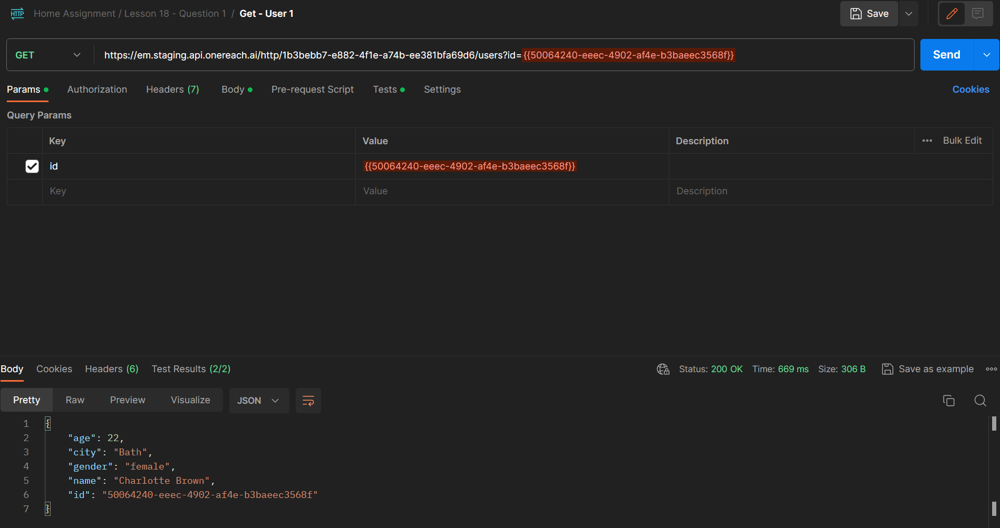 HTTP Home Assignment / Lesson 18 - Question 1 / Get - User 1 Save
GET https://em.staging.api.onereach.ai/http/1b3bebb7-e882-4f1e-a74b-ee381bfa69d6/users?id={{50064240-eeec-4902-af4e-b3baeec3568f}} Send
Params Authorization Headers (7) Body Pre-request Script Tests Settings Cookies
Query Params
Key Value Description Bulk Edit
id {{50064240-eeec-4902-af4e-b3baeec3568f}}
Key Value Description
Body Cookies Headers (6) Test Results (2/2) Status: 200 OK Time: 669 ms Size: 306 B Save as example
Pretty Raw Preview Visualize JSON
1 {
2 "age": 22,
3 "city": "Bath",
4 "gender": "female",
5 "name": "Charlotte Brown",
6 "id": "50064240-eeec-4902-af4e-b3baeec3568f"
7 }